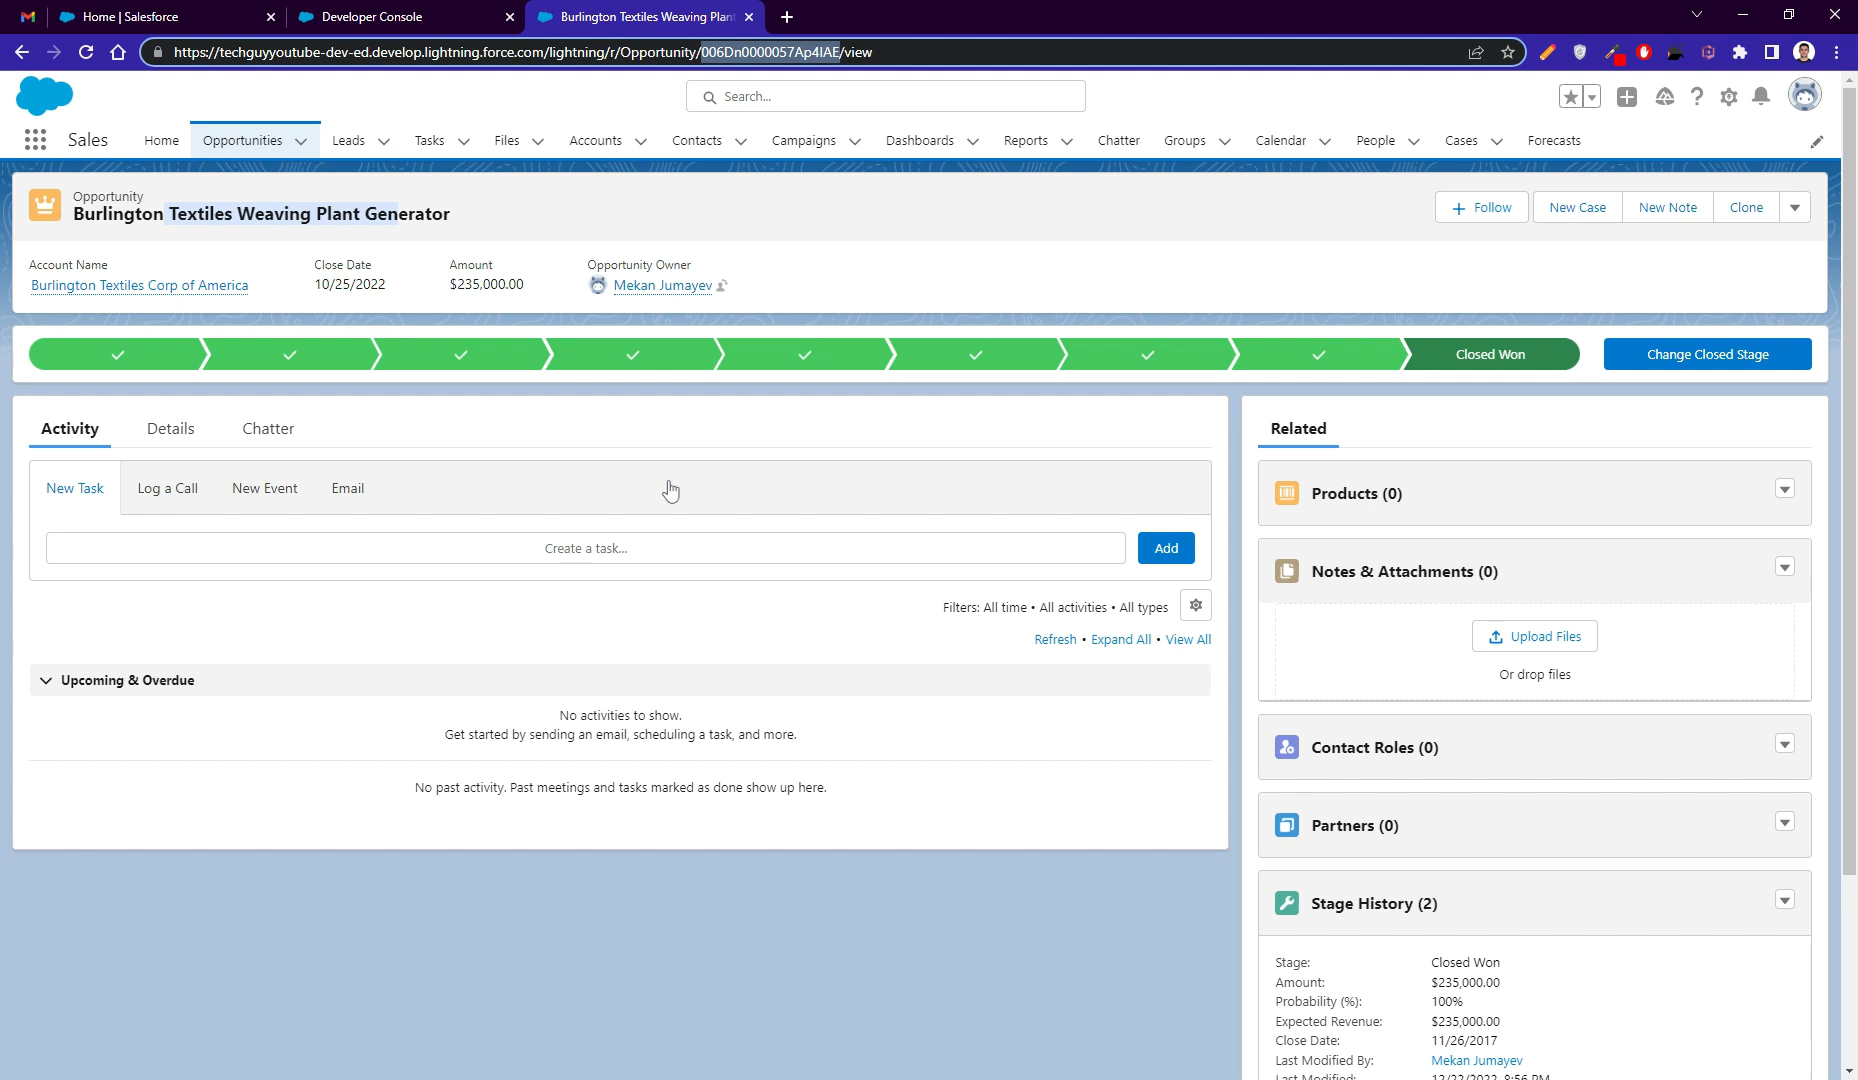 Home | Salesforce
Developer Console
Burlington Textiles Weaving Plant
https://techguyyoutube-dev-ed.develop.lightning.force.com/lightning/r/Opportunity/006Dn0000057Ap4IAE/view
Search...
Sales
Home
Opportunities
Leads
Tasks
Files
Accounts
Contacts
Campaigns
Dashboards
Reports
Chatter
Groups
Calendar
People
Cases
Forecasts
Opportunity
Burlington Textiles Weaving Plant Generator
Follow
New Case
New Note
Clone
Account Name
Close Date
Amount
Opportunity Owner
Burlington Textiles Corp of America
10/25/2022
$235,000.00
Mekan Jumayev
Closed Won
Change Closed Stage
Activity
Details
Chatter
New Task
Log a Call
New Event
Email
Create a task...
Add
Filters: All time • All activities • All types
Refresh • Expand All • View All
Upcoming & Overdue
No activities to show.
Get started by sending an email, scheduling a task, and more.
No past activity. Past meetings and tasks marked as done show up here.
Related
Products (0)
Notes & Attachments (0)
Upload Files
Or drop files
Contact Roles (0)
Partners (0)
Stage History (2)
Stage: Closed Won
Amount: $235,000.00
Probability (%): 100%
Expected Revenue: $235,000.00
Close Date: 11/26/2017
Last Modified By: Mekan Jumayev
Last Modified: 12/22/2022, 8:56 PM